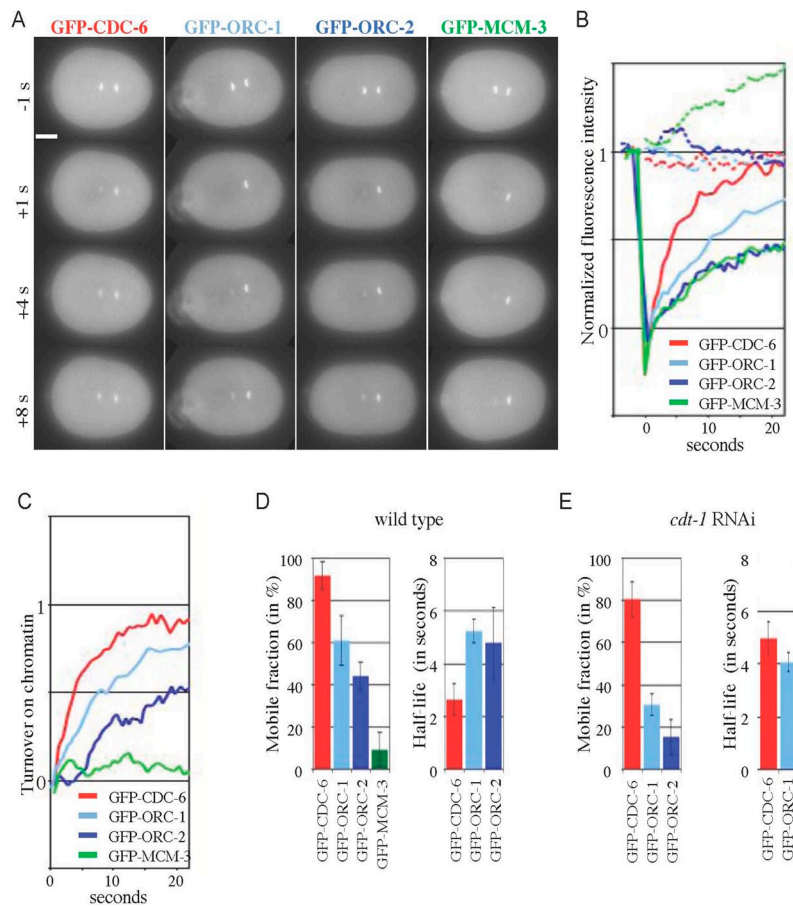 A
GFP-CDC-6 GFP-ORC-1 GFP-ORC-2 GFP-MCM-3
-1 s
+1 s
+4 s
+8 s
B
Normalized fluorescence intensity
1
0
GFP-CDC-6
GFP-ORC-1
GFP-ORC-2
GFP-MCM-3
0 10 20
seconds
C
Turnover on chromatin
1
0
GFP-CDC-6
GFP-ORC-1
GFP-ORC-2
GFP-MCM-3
0 10 20
seconds
D
wild type
Mobile fraction (in %)
100
80
60
40
20
0
GFP-CDC-6
GFP-ORC-1
GFP-ORC-2
GFP-MCM-3
Half-life (in seconds)
8
6
4
2
0
GFP-CDC-6
GFP-ORC-1
GFP-ORC-2
E
cdt-1 RNAi
Mobile fraction (in %)
100
80
60
40
20
0
GFP-CDC-6
GFP-ORC-1
GFP-ORC-2
Half-life (in seconds)
8
6
4
2
0
GFP-CDC-6
GFP-ORC-1